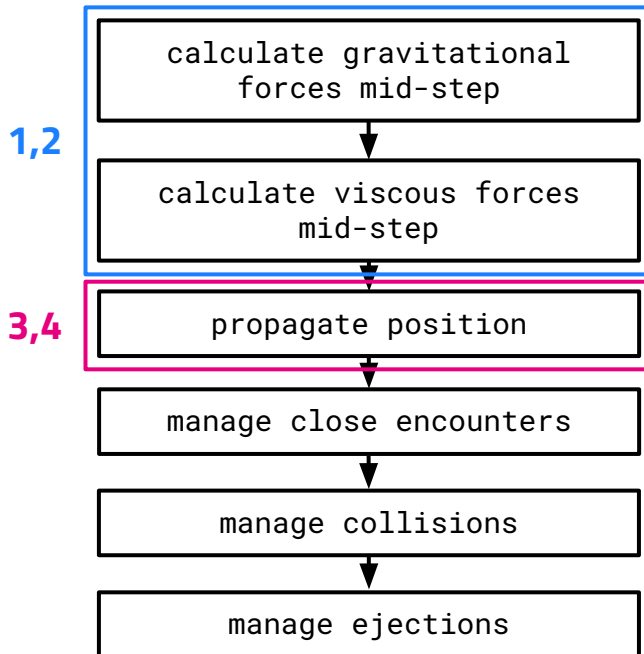 calculate gravitational
forces mid-step
1,2
calculate viscous forces
mid-step
3,4
propagate position
manage close encounters
manage collisions
manage ejections